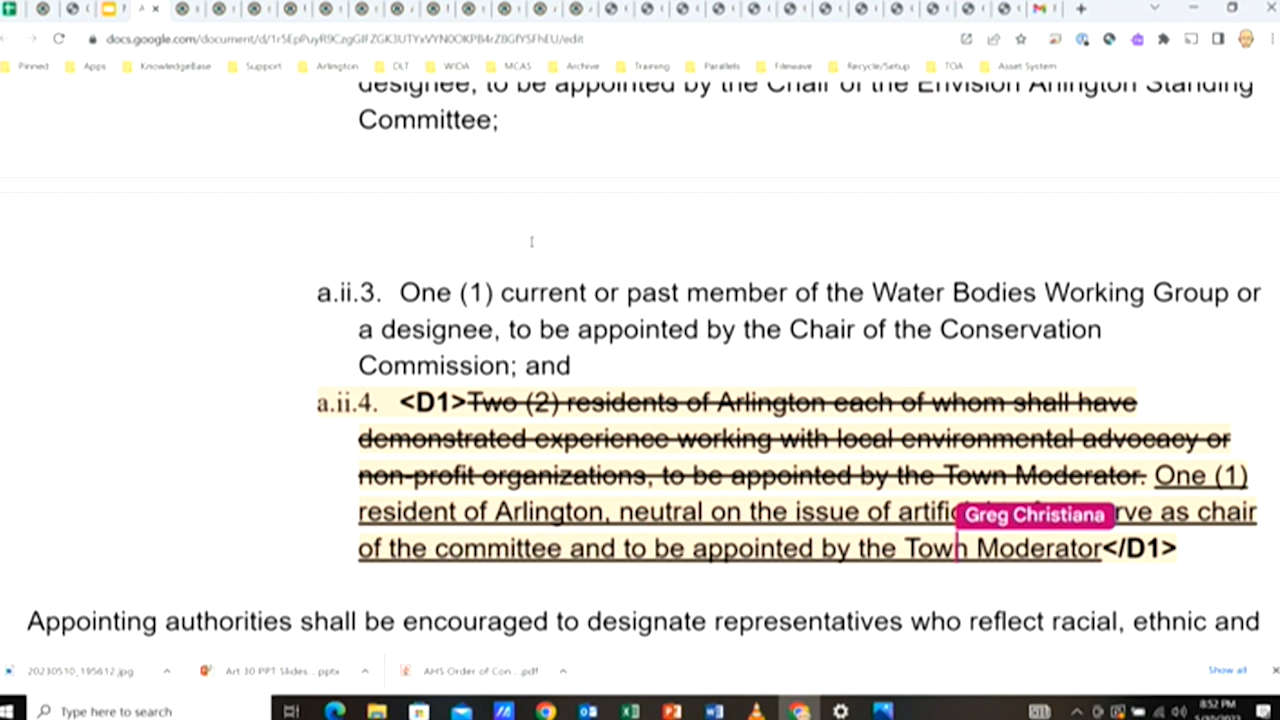 docs.google.com/document/d/
Pinned Apps KnowledgeBase Support Arlington DLT WIDA MCAS Archive Training Parallels Filewave Recycle/Setup TOA Asset System
designee, to be appointed by the Chair of the Envision Arlington Standing
Committee;
a.ii.3. One (1) current or past member of the Water Bodies Working Group or
a designee, to be appointed by the Chair of the Conservation
Commission; and
a.ii.4. <D1>Two (2) residents of Arlington each of whom shall have
demonstrated experience working with local environmental advocacy or
non-profit organizations, to be appointed by the Town Moderator. One (1)
resident of Arlington, neutral on the issue of artific Greg Christiana rve as chair
of the committee and to be appointed by the Town Moderator</D1>
Appointing authorities shall be encouraged to designate representatives who reflect racial, ethnic and
20230510_195612.jpg Art 30 PPT Slides....pptx AHS Order of Con....pdf Show all
Type here to search 8:52 PM